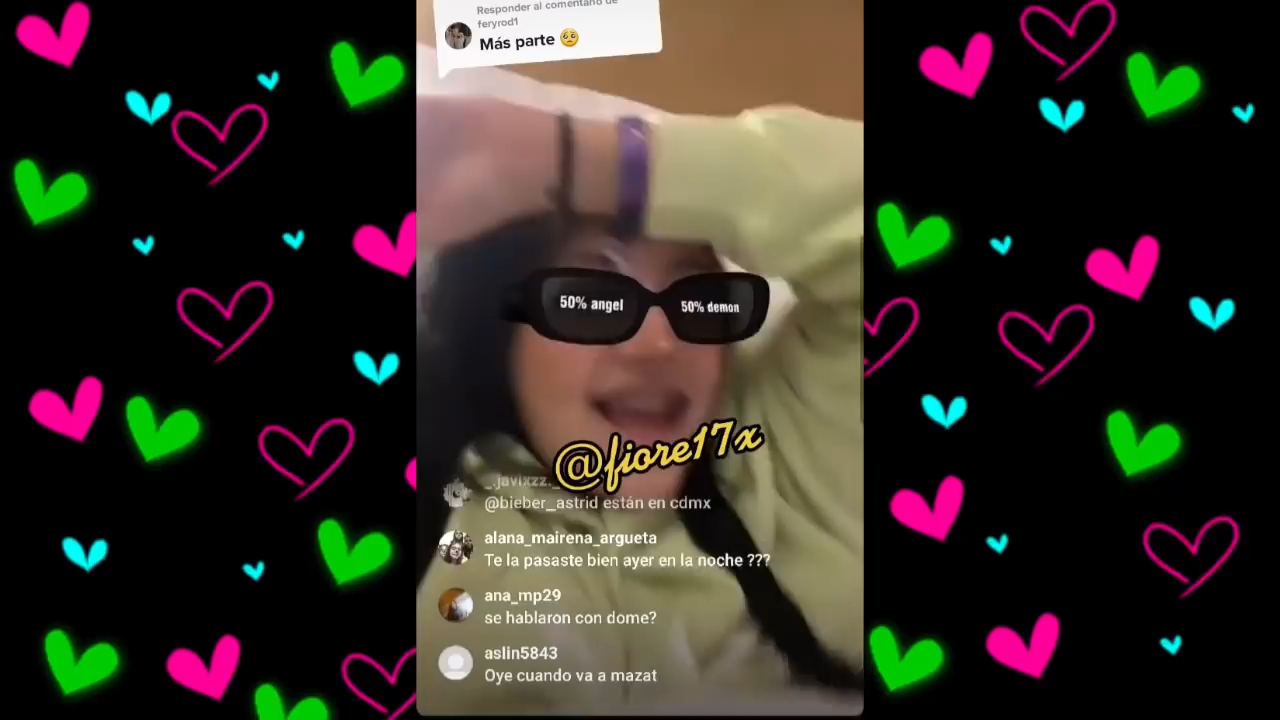 Responder al comentario de
feryrod1
Más parte 🥺
50% angel
50% demon
@fiore17x
_.javixzz._
@bieber_astrid están en cdmx
alana_mairena_argueta
Te la pasaste bien ayer en la noche ???
ana_mp29
se hablaron con dome?
aslin5843
Oye cuando va a mazat